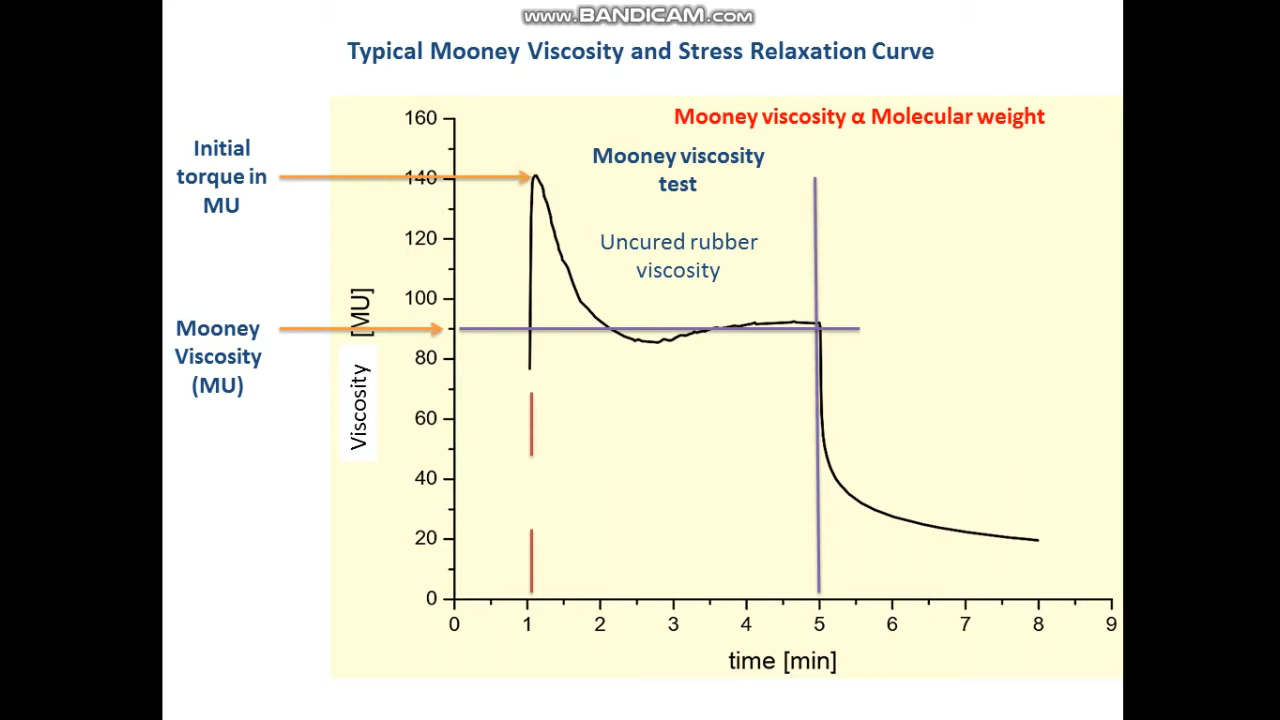 www.BANDICAM.com
Typical Mooney Viscosity and Stress Relaxation Curve
Mooney viscosity α Molecular weight
Initial
torque in
MU
Mooney viscosity
test
Uncured rubber
viscosity
Mooney
Viscosity
(MU)
Viscosity [MU]
160
140
120
100
80
60
40
20
0
0 1 2 3 4 5 6 7 8 9
time [min]